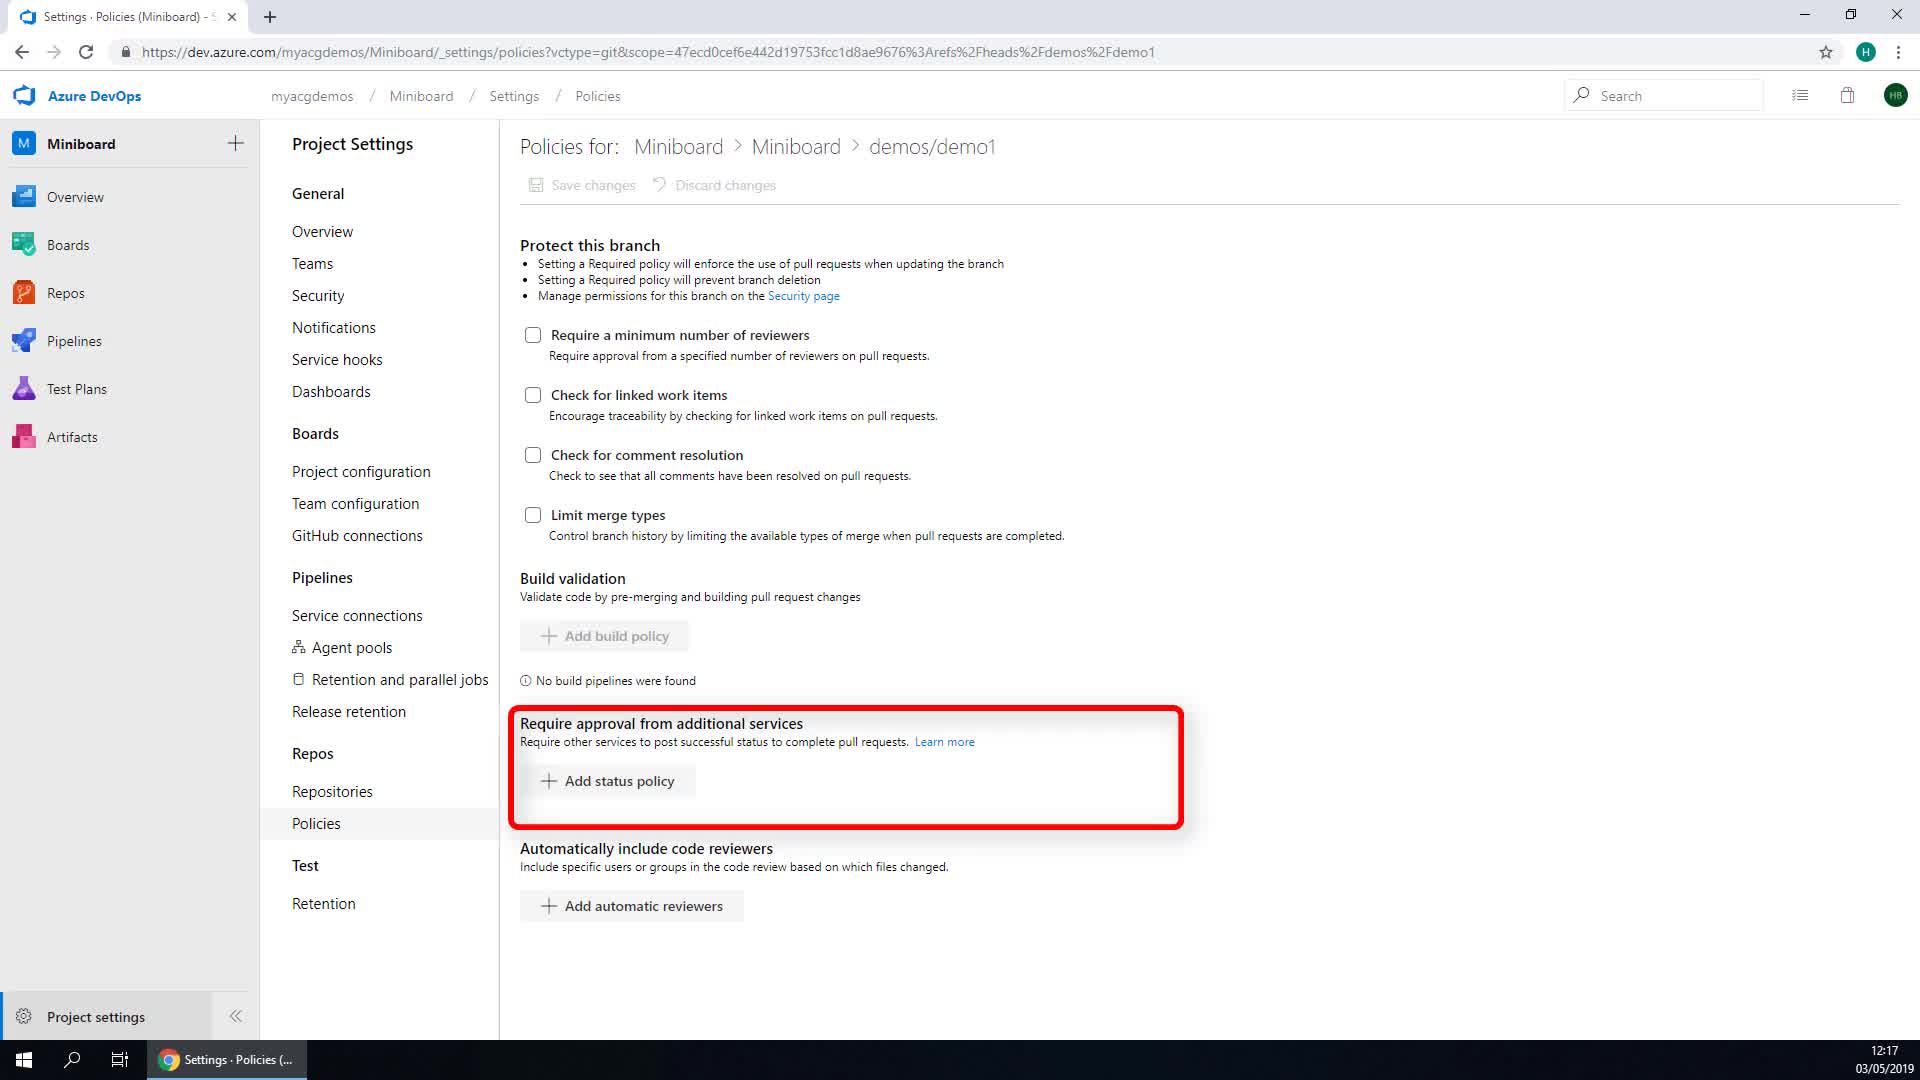 Settings · Policies (Miniboard) - S
https://dev.azure.com/myacgdemos/Miniboard/_settings/policies?vctype=git&scope=47ecd0cef6e442d19753fcc1d8ae9676%3Arefs%2Fheads%2Fdemos%2Fdemo1
H
Azure DevOps
myacgdemos / Miniboard / Settings / Policies
Search
HB
M
Miniboard
Overview
Boards
Repos
Pipelines
Test Plans
Artifacts
Project settings
Project Settings
General
Overview
Teams
Security
Notifications
Service hooks
Dashboards
Boards
Project configuration
Team configuration
GitHub connections
Pipelines
Service connections
Agent pools
Retention and parallel jobs
Release retention
Repos
Repositories
Policies
Test
Retention
Policies for: Miniboard > Miniboard > demos/demo1
Save changes
Discard changes
Protect this branch
• Setting a Required policy will enforce the use of pull requests when updating the branch
• Setting a Required policy will prevent branch deletion
• Manage permissions for this branch on the Security page
Require a minimum number of reviewers
Require approval from a specified number of reviewers on pull requests.
Check for linked work items
Encourage traceability by checking for linked work items on pull requests.
Check for comment resolution
Check to see that all comments have been resolved on pull requests.
Limit merge types
Control branch history by limiting the available types of merge when pull requests are completed.
Build validation
Validate code by pre-merging and building pull request changes
Add build policy
No build pipelines were found
Require approval from additional services
Require other services to post successful status to complete pull requests. Learn more
Add status policy
Automatically include code reviewers
Include specific users or groups in the code review based on which files changed.
Add automatic reviewers
Settings · Policies (...
12:17
03/05/2019